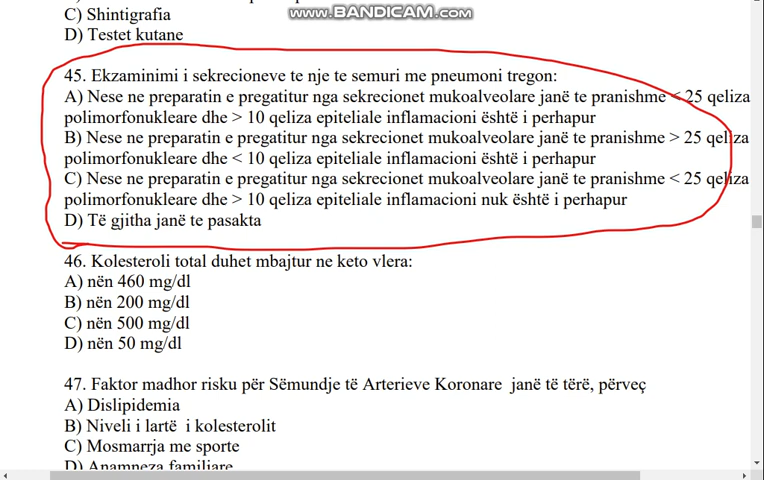 www.BANDICAM.com
C) Shintigrafia
D) Testet kutane
45. Ekzaminimi i sekrecioneve te nje te semuri me pneumoni tregon:
A) Nese ne preparatin e pregatitur nga sekrecionet mukoalveolare janë te pranishme < 25 qeliza
polimorfonukleare dhe > 10 qeliza epiteliale inflamacioni është i perhapur
B) Nese ne preparatin e pregatitur nga sekrecionet mukoalveolare janë te pranishme > 25 qeliza
polimorfonukleare dhe < 10 qeliza epiteliale inflamacioni është i perhapur
C) Nese ne preparatin e pregatitur nga sekrecionet mukoalveolare janë te pranishme < 25 qeliza
polimorfonukleare dhe > 10 qeliza epiteliale inflamacioni nuk është i perhapur
D) Të gjitha janë te pasakta
46. Kolesteroli total duhet mbajtur ne keto vlera:
A) nën 460 mg/dl
B) nën 200 mg/dl
C) nën 500 mg/dl
D) nën 50 mg/dl
47. Faktor madhor risku për Sëmundje të Arterieve Koronare janë të tërë, përveç
A) Dislipidemia
B) Niveli i lartë i kolesterolit
C) Mosmarrja me sporte
D) Anamneza familiare